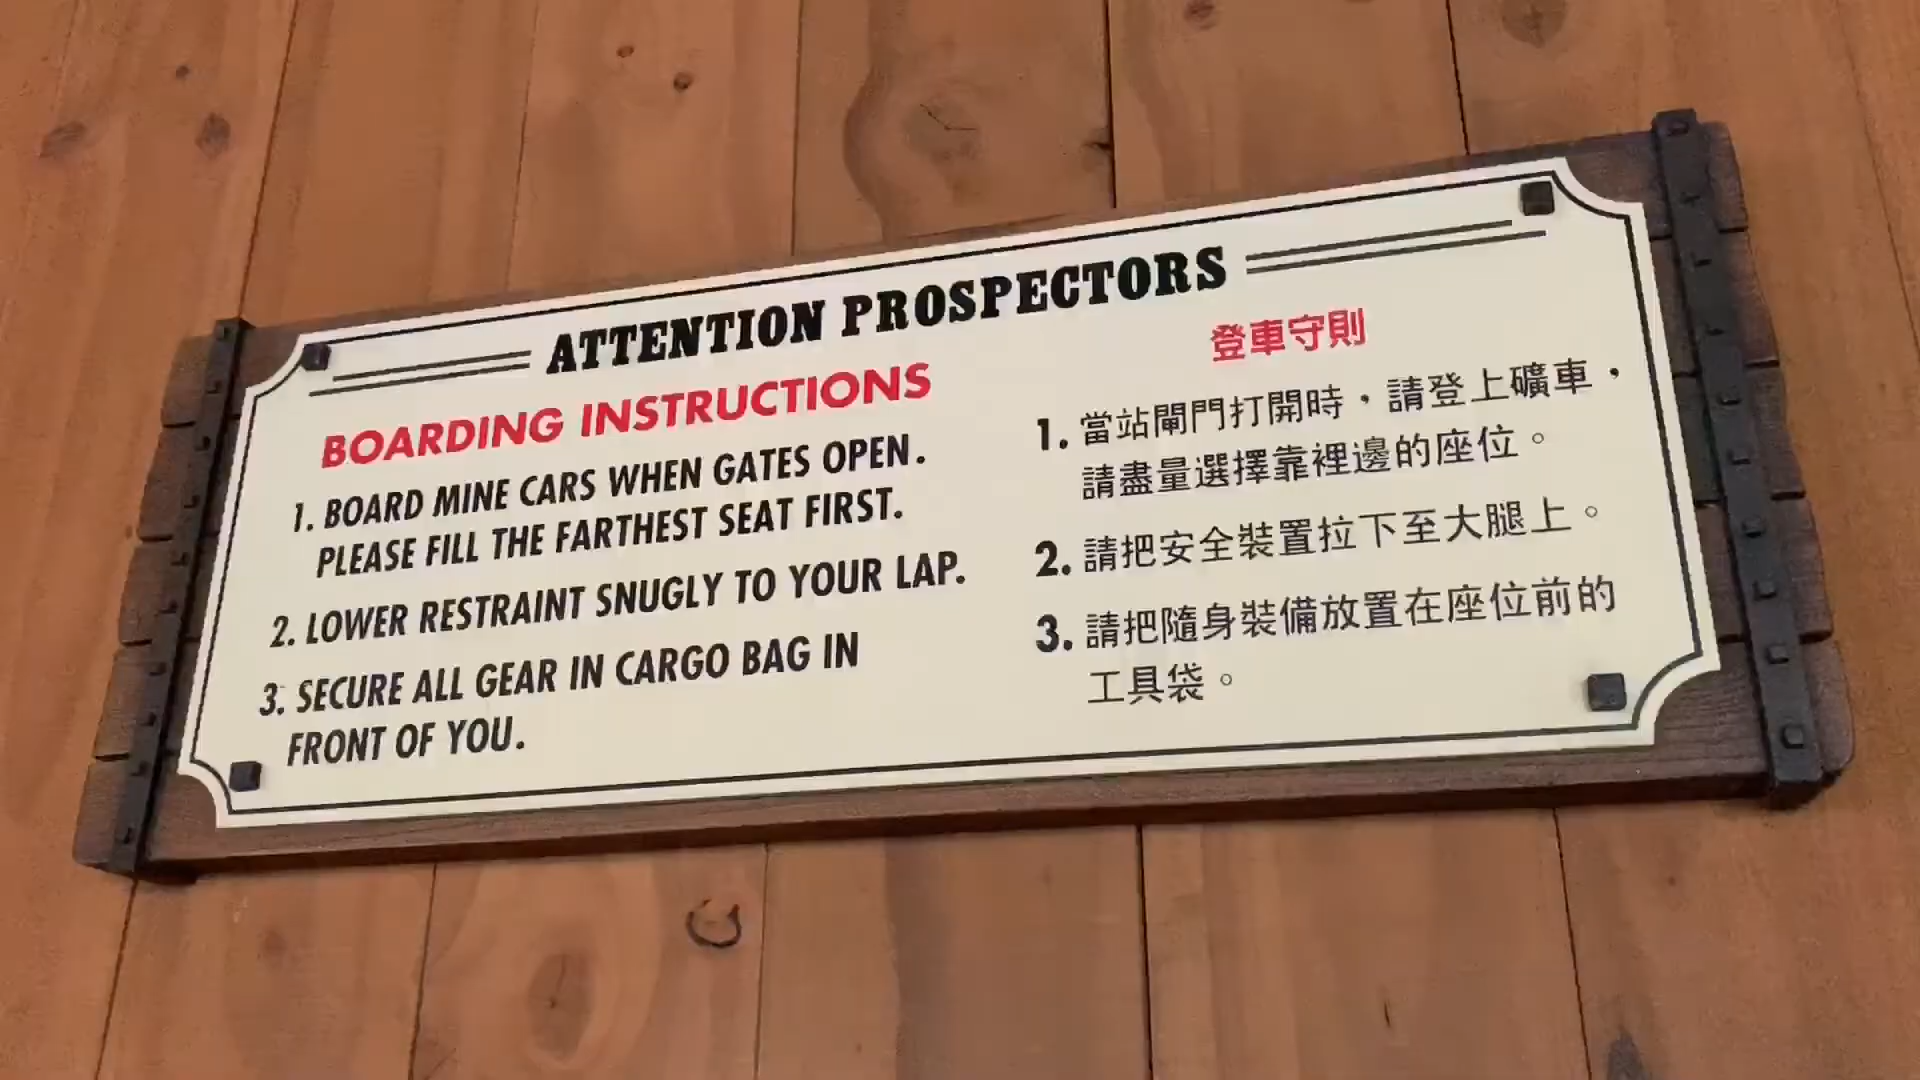 ATTENTION PROSPECTORS
BOARDING INSTRUCTIONS
1. BOARD MINE CARS WHEN GATES OPEN.
PLEASE FILL THE FARTHEST SEAT FIRST.
2. LOWER RESTRAINT SNUGLY TO YOUR LAP.
3. SECURE ALL GEAR IN CARGO BAG IN
FRONT OF YOU.
登車守則
1. 當站閘門打開時，請登上礦車，
請盡量選擇靠裡邊的座位。
2. 請把安全裝置拉下至大腿上。
3. 請把隨身裝備放置在座位前的
工具袋。